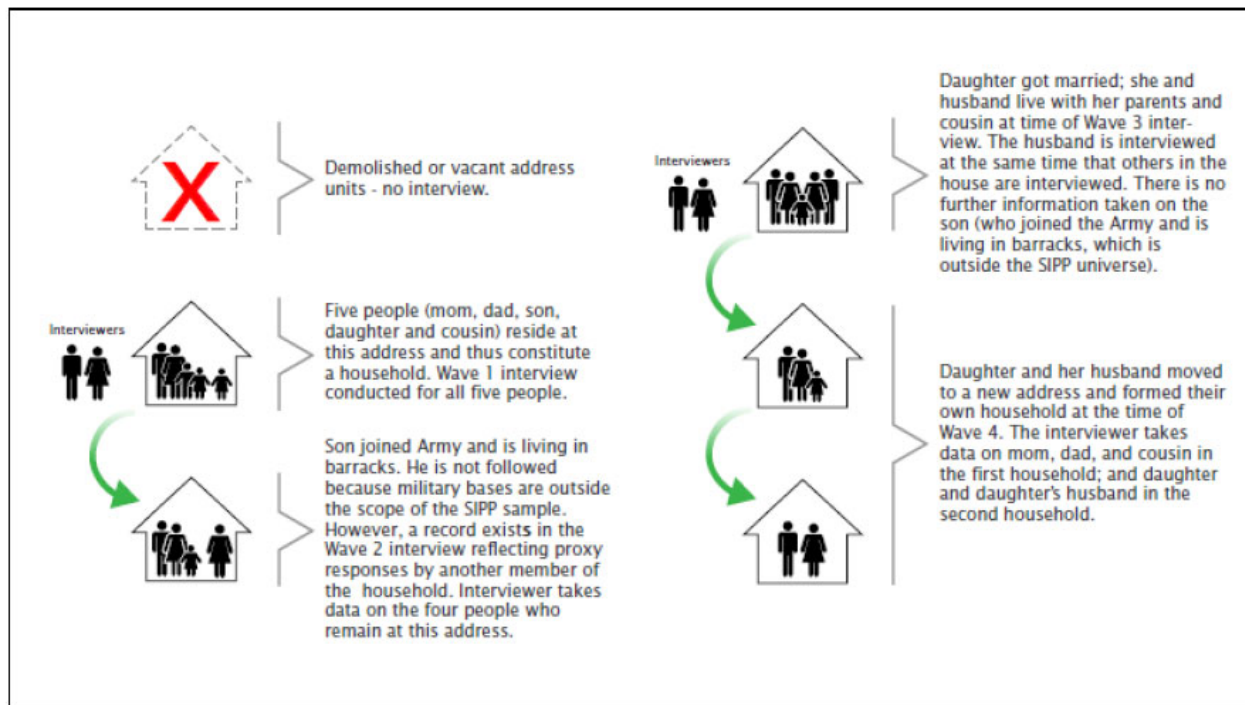 Demolished or vacant address
units - no interview.
Interviewers
Five people (mom, dad, son,
daughter and cousin) reside at
this address and thus constitute
a household. Wave 1 interview
conducted for all five people.
Son joined Army and is living in
barracks. He is not followed
because military bases are outside
the scope of the SIPP sample.
However, a record exists in the
Wave 2 interview reflecting proxy
responses by another member of
the household. Interviewer takes
data on the four people who
remain at this address.
Interviewers
Daughter got married; she and
husband live with her parents and
cousin at time of Wave 3 inter-
view. The husband is interviewed
at the same time that others in the
house are interviewed. There is no
further information taken on the
son (who joined the Army and is
living in barracks, which is
outside the SIPP universe).
Daughter and her husband moved
to a new address and formed their
own household at the time of
Wave 4. The interviewer takes
data on mom, dad, and cousin in
the first household; and daughter
and daughter's husband in the
second household.